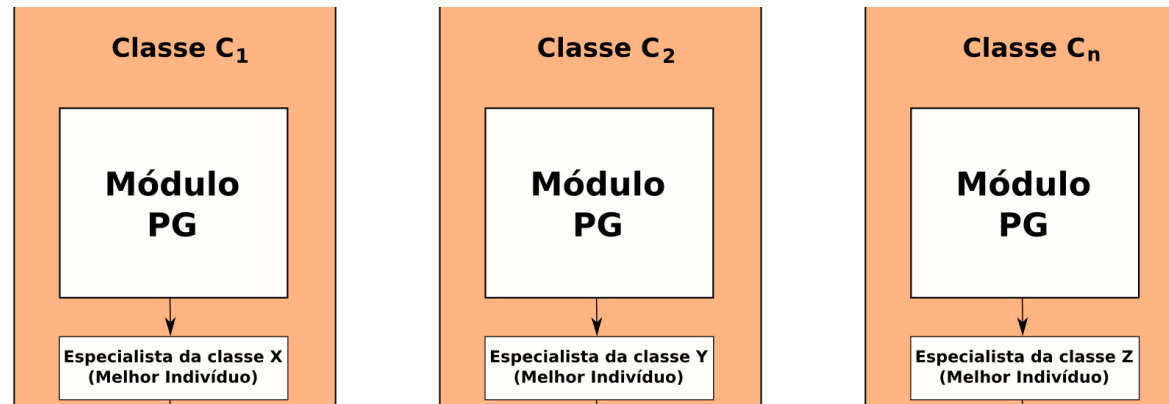 Classe C1
Módulo
PG
Especialista da classe X
(Melhor Indivíduo)
Classe C2
Módulo
PG
Especialista da classe Y
(Melhor Indivíduo)
Classe Cn
Módulo
PG
Especialista da classe Z
(Melhor Indivíduo)